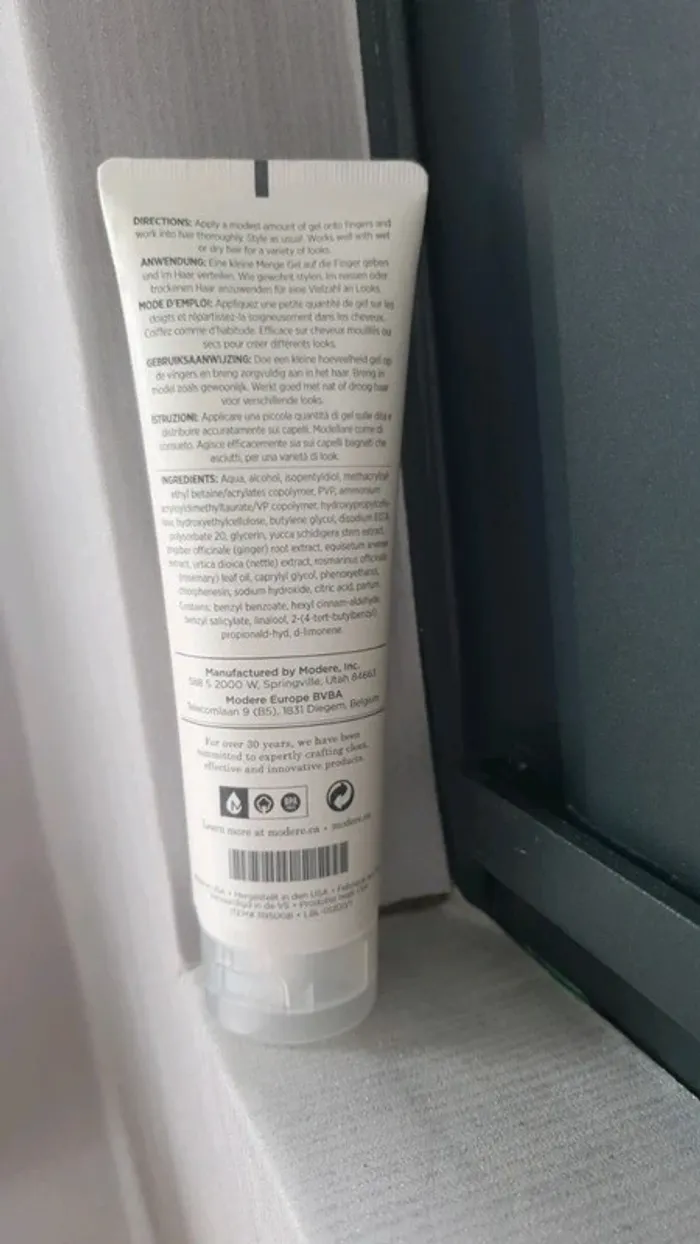 DIRECTIONS: Apply a modest amount of gel onto fingers and
work into hair thoroughly. Style as usual. Works well with wet
or dry hair for a variety of looks.
ANWENDUNG: Eine kleine Menge Gel auf die Finger geben
und im Haar verteilen. Wie gewohnt stylen. Im nassen oder
trockenen Haar anzuwenden für eine Vielzahl an Looks.
MODE D'EMPLOI: Appliquez une petite quantité de gel sur les
doigts et répartissez-la soigneusement dans les cheveux.
Coiffez comme d'habitude. Efficace sur cheveux mouillés ou
secs pour créer différents looks.
GEBRUIKSAANWIJZING: Doe een kleine hoeveelheid gel op
de vingers en breng zorgvuldig aan in het haar. Breng in
model zoals gewoonlijk. Werkt goed met nat of droog haar
voor verschillende looks.
ISTRUZIONI: Applicare una piccola quantità di gel sulle dita e
distribuire accuratamente sui capelli. Modellare come di
consueto. Agisce efficacemente sia sui capelli bagnati che
asciutti, per una varietà di look.
INGREDIENTS: Aqua, alcohol, isopentyldiol, methacryloyl
ethyl betaine/acrylates copolymer, PVP, ammonium
acryloyldimethyltaurate/VP copolymer,
hydroxyethylcellulose, butylene glycol, disodium EDTA,
polysorbate 20, glycerin, yucca schidigera stem extract,
zingiber officinale (ginger) root extract, equisetum arvense
extract, urtica dioica (nettle) extract, rosmarinus officinalis
(rosemary) leaf oil, caprylyl glycol, phenoxyethanol,
chlorphenesin, sodium hydroxide, citric acid, parfum
Contains: benzyl benzoate, hexyl cinnam-aldehyde,
benzyl salicylate, linalool, 2-(4-tert-butylbenzyl)
propionald-hyd, d-limonene.
Manufactured by Modere, Inc.
588 S 2000 W, Springville, Utah 84663
Modere Europe BVBA
Telecomlaan 9 (B5), 1831 Diegem, Belgium
For over 30 years, we have been
committed to expertly crafting clean,
effective and innovative products.
Learn more at modere.ca • modere.eu
USA • Hergestellt in den USA •
Vervaardigd in de VS •